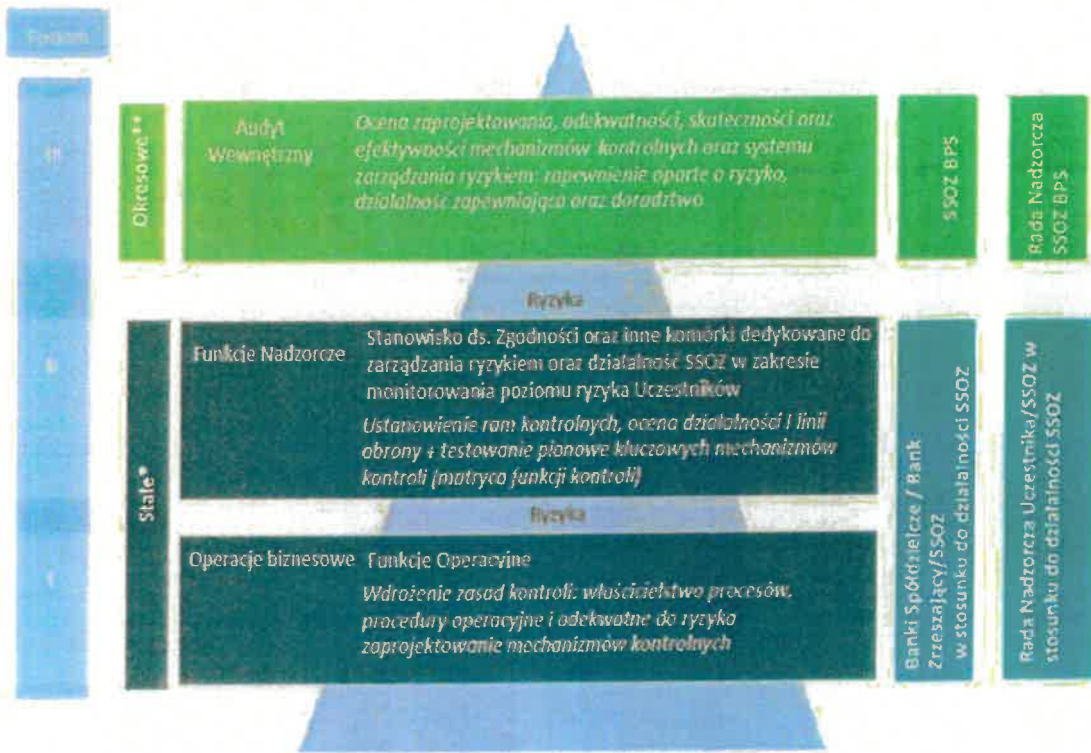 Poziom
III
Okresowe**
Audyt
Wewnętrzny
Ocena zaprojektowania, adekwatności, skuteczności oraz
efektywności mechanizmów kontrolnych oraz systemu
zarządzania ryzykiem: zapewnienie oparte o ryzyko,
działalność zapewniająca oraz doradztwo
SSOZ BPS
Rada Nadzorcza
SSOZ BPS
Ryzyka
II
Stałe*
Funkcje Nadzorcze
Stanowisko ds. Zgodności oraz inne komórki dedykowane do
zarządzania ryzykiem oraz działalność SSOZ w zakresie
monitorowania poziomu ryzyka Uczestników
Ustanowienie ram kontrolnych, ocena działalności I linii
obrony + testowanie planowe kluczowych mechanizmów
kontroli (matryca funkcji kontroli)
Ryzyka
I
Operacje biznesowe
Funkcje Operacyjne
Wdrożenie zasad kontroli: właścicielstwo procesów,
procedury operacyjne i adekwatne do ryzyka
zaprojektowanie mechanizmów kontrolnych
Banki Spółdzielcze / Bank
Zrzeszający/SSOZ
w stosunku do działalności SSOZ
Rada Nadzorcza Uczestnika/SSOZ w
stosunku do działalności SSOZ